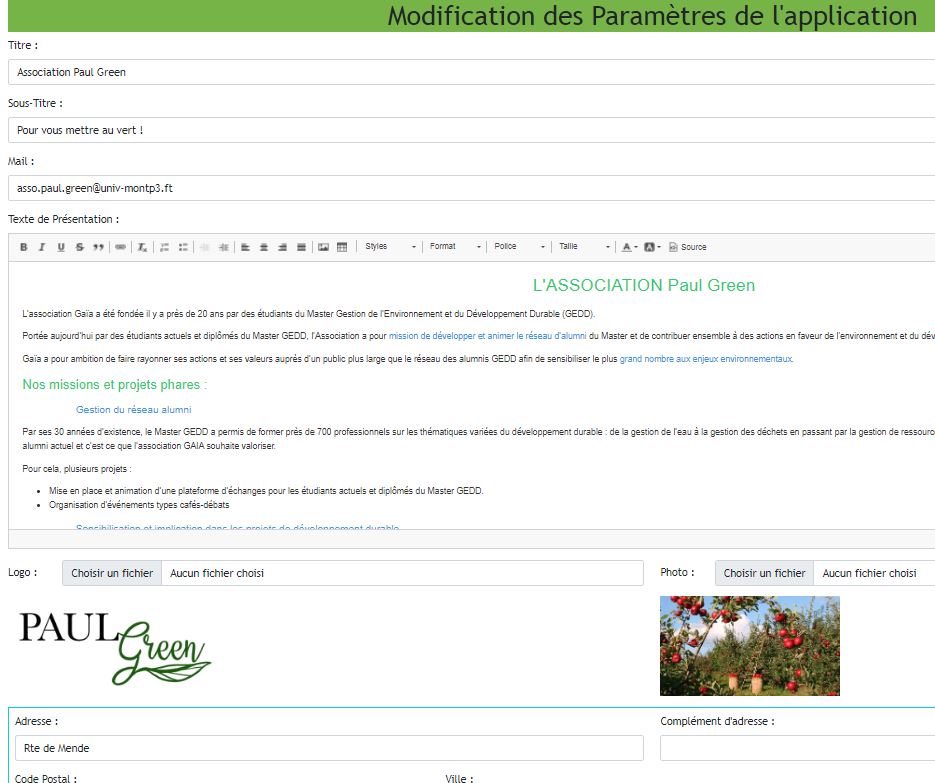 Modification des Paramètres de l'application
Titre :
Association Paul Green
Sous-Titre :
Pour vous mettre au vert !
Mail :
asso.paul.green@univ-montp3.ft
Texte de Présentation :
B I U S Styles Format Police Taille A A Source
L'ASSOCIATION Paul Green
L'association Gaïa a été fondée il y a près de 20 ans par des étudiants du Master Gestion de l'Environnement et du Développement Durable (GEDD).
Portée aujourd'hui par des étudiants actuels et diplômés du Master GEDD, l'Association a pour mission de développer et animer le réseau d'alumni du Master et de contribuer ensemble à des actions en faveur de l'environnement et du dév
Gaïa a pour ambition de faire rayonner ses actions et ses valeurs auprès d'un public plus large que le réseau des alumnis GEDD afin de sensibiliser le plus grand nombre aux enjeux environnementaux.
Nos missions et projets phares :
Gestion du réseau alumni
Par ses 30 années d'existence, le Master GEDD a permis de former près de 700 professionnels sur les thématiques variées du développement durable : de la gestion de l'eau à la gestion des déchets en passant par la gestion de ressourc
alumni actuel et c'est ce que l'association GAIA souhaite valoriser.
Pour cela, plusieurs projets :
• Mise en place et animation d'une plateforme d'échanges pour les étudiants actuels et diplômés du Master GEDD.
• Organisation d'événements types cafés-débats
Sensibilisation et implication dans les projets de développement durable
Logo : Choisir un fichier Aucun fichier choisi Photo : Choisir un fichier Aucun fichier choisi
PAUL
Green
Adresse : Complément d'adresse :
Rte de Mende
Code Postal : Ville :